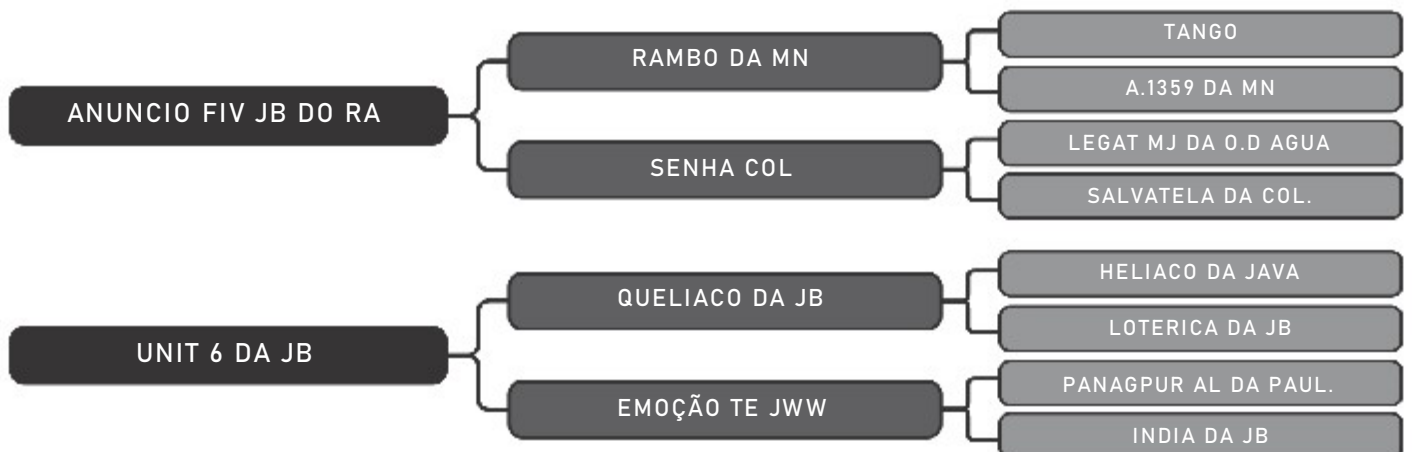 ANUNCIO FIV JB DO RA
RAMBO DA MN
TANGO
A.1359 DA MN
SENHA COL
LEGAT MJ DA O.D AGUA
SALVATELA DA COL.
UNIT 6 DA JB
QUELIACO DA JB
HELIACO DA JAVA
LOTERICA DA JB
EMOÇÃO TE JWW
PANAGPUR AL DA PAUL.
INDIA DA JB